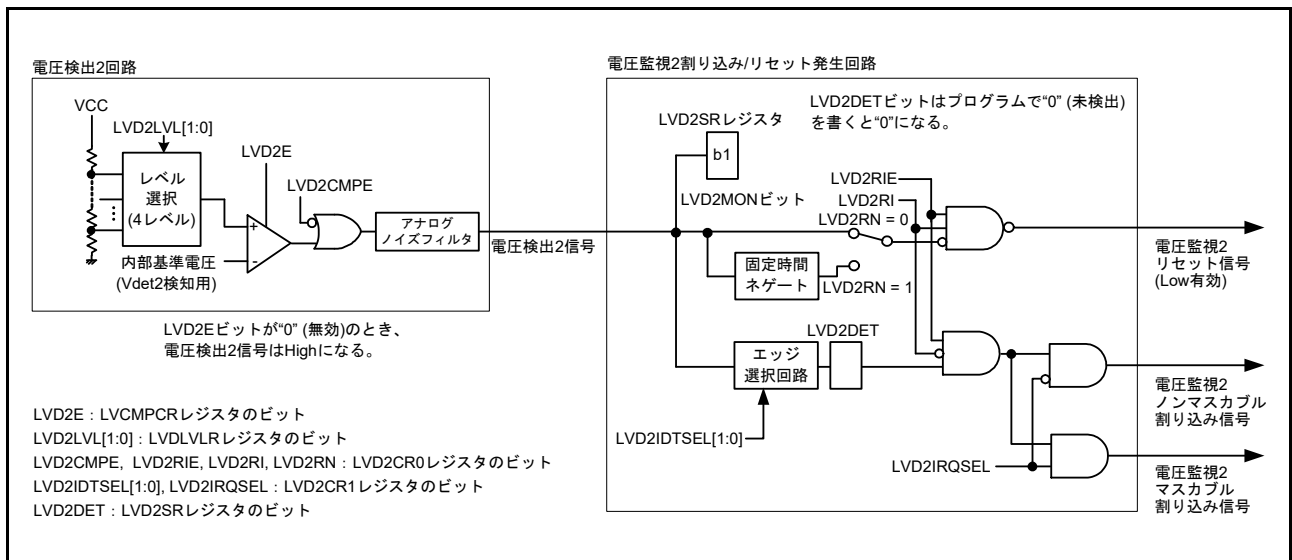 電圧検出2回路
VCC
LVD2LVL[1:0]
レベル
選択
(4レベル)
LVD2E
LVD2CMPE
+
-
内部基準電圧
(Vdet2検知用)
アナログ
ノイズフィルタ
電圧検出2信号
LVD2Eビットが“0” (無効)のとき、
電圧検出2信号はHighになる。
電圧監視2割り込み/リセット発生回路
LVD2DETビットはプログラムで“0” (未検出)
を書くと“0”になる。
LVD2SRレジスタ
b1
LVD2MONビット
LVD2RIE
LVD2RI
LVD2RN = 0
固定時間
ネゲート
LVD2RN = 1
電圧監視2
リセット信号
(Low有効)
LVD2DET
エッジ
選択回路
LVD2IDTSEL[1:0]
LVD2IRQSEL
電圧監視2
ノンマスカブル
割り込み信号
電圧監視2
マスカブル
割り込み信号
LVD2E : LVCMPCRレジスタのビット
LVD2LVL[1:0] : LVDLVLRレジスタのビット
LVD2CMPE, LVD2RIE, LVD2RI, LVD2RN : LVD2CR0レジスタのビット
LVD2IDTSEL[1:0], LVD2IRQSEL : LVD2CR1レジスタのビット
LVD2DET : LVD2SRレジスタのビット